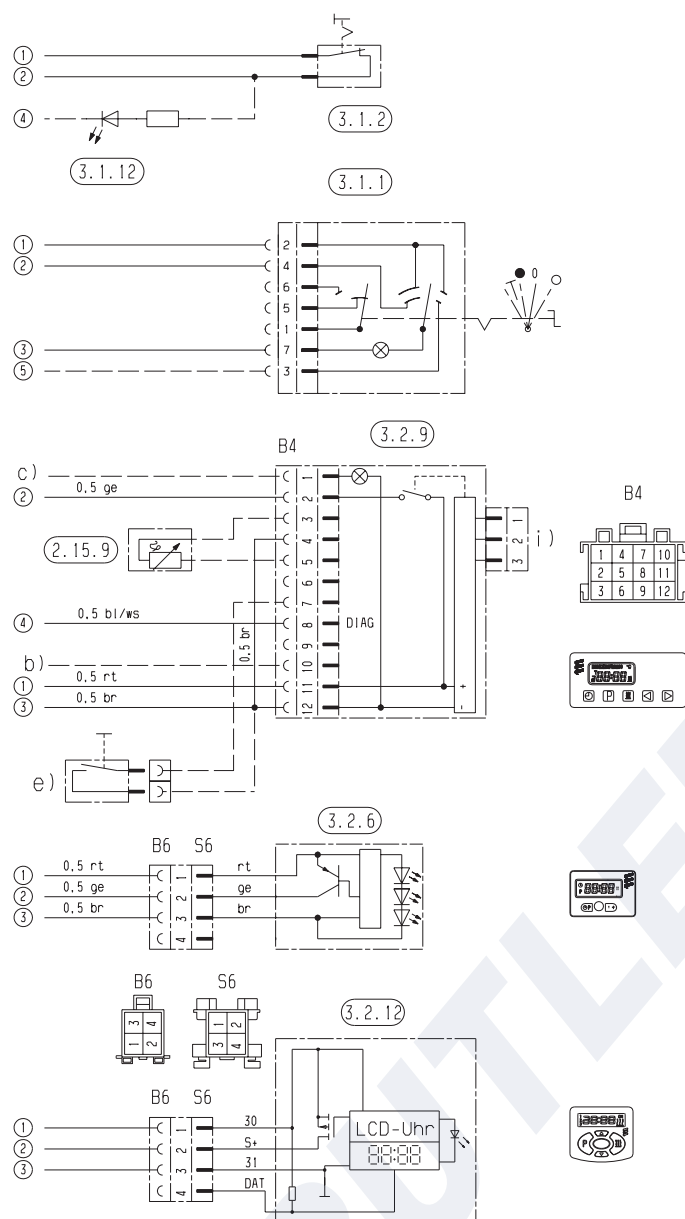 1
2
4
3.1.2
3.1.12
3.1.1
1
2
3
5
2
4
6
5
1
7
3
0
3.2.9
B4
c)
2
0,5 ge
2.15.9
4
0,5 bl/ws
0,5 br
b)
1
0,5 rt
3
0,5 br
1
2
3
4
5
6
7
8
9
10
11
12
DIAG
+
-
1
2
3
i)
B4
1 4 7 10
2 5 8 11
3 6 9 12
e)
3.2.6
B6 S6
1 0,5 rt 1 rt
2 0,5 ge 2 ge
3 0,5 br 3 br
4
B6 S6
3 4
1 2
1 2
3 4
3.2.12
B6 S6
1 1 30
2 2 S+
3 3 31
4 DAT
LCD-Uhr
88:88
P
OUTLE